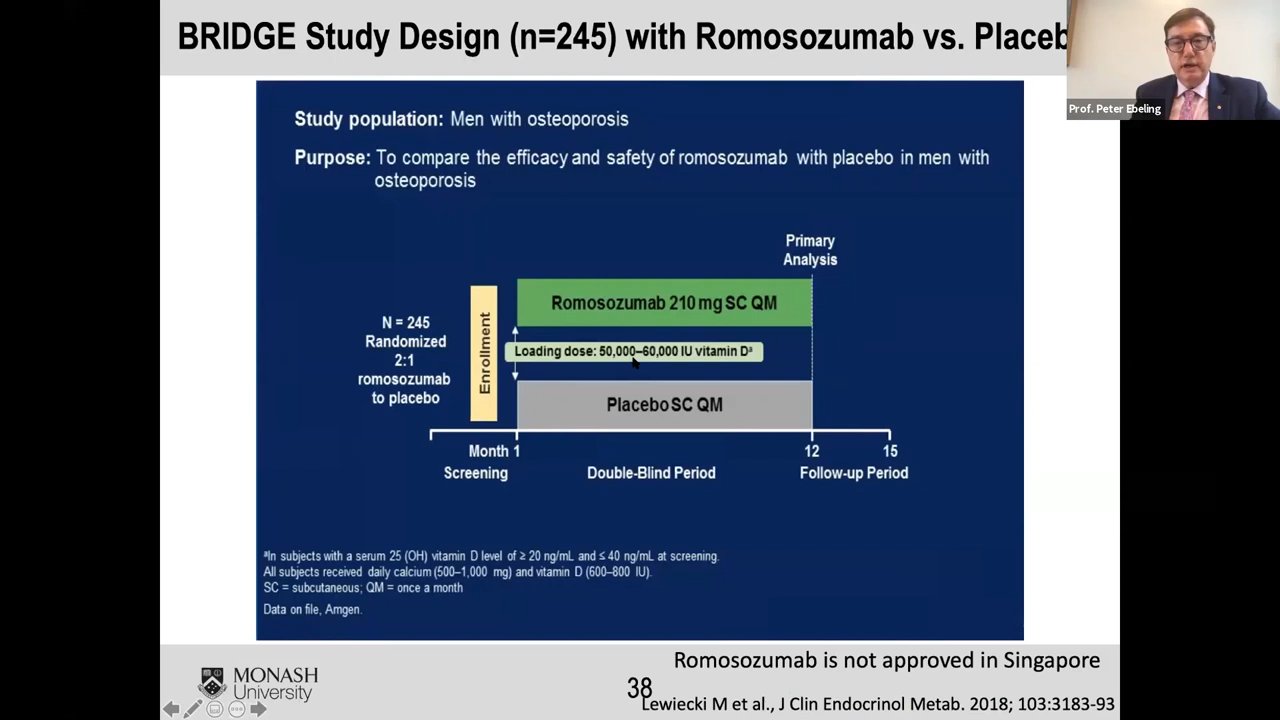 BRIDGE Study Design (n=245) with Romosozumab vs. Placeb
Prof. Peter Ebeling
Study population: Men with osteoporosis
Purpose: To compare the efficacy and safety of romosozumab with placebo in men with
osteoporosis
Primary
Analysis
Romosozumab 210 mg SC QM
N = 245
Randomized
2:1
romosozumab
to placebo
Enrollment
Loading dose: 50,000–60,000 IU vitamin Dᵃ
Placebo SC QM
Month 1
12
15
Screening
Double-Blind Period
Follow-up Period
ᵃIn subjects with a serum 25 (OH) vitamin D level of ≥ 20 ng/mL and ≤ 40 ng/mL at screening.
All subjects received daily calcium (500–1,000 mg) and vitamin D (600–800 IU).
SC = subcutaneous; QM = once a month
Data on file, Amgen.
MONASH
University
Romosozumab is not approved in Singapore
38
Lewiecki M et al., J Clin Endocrinol Metab. 2018; 103:3183-93